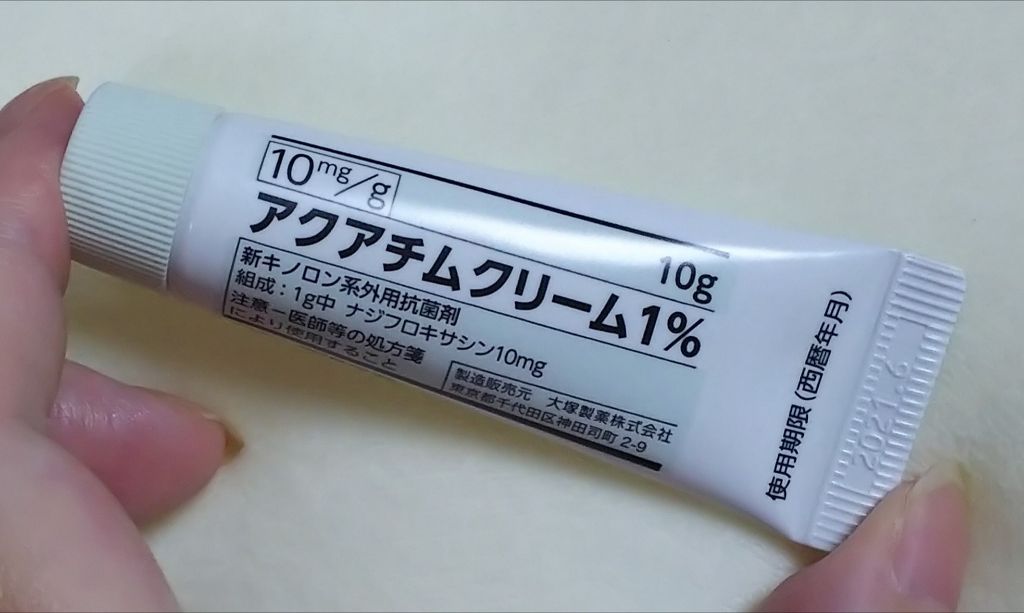 10mg/g
アクアチムクリーム1%
10g
新キノロン系外用抗菌剤
組成：1g中 ナジフロキサシン10mg
注意－医師等の処方箋
により使用すること
製造販売元 大塚製薬株式会社
東京都千代田区神田司町 2-9
使用期限(西暦年月)